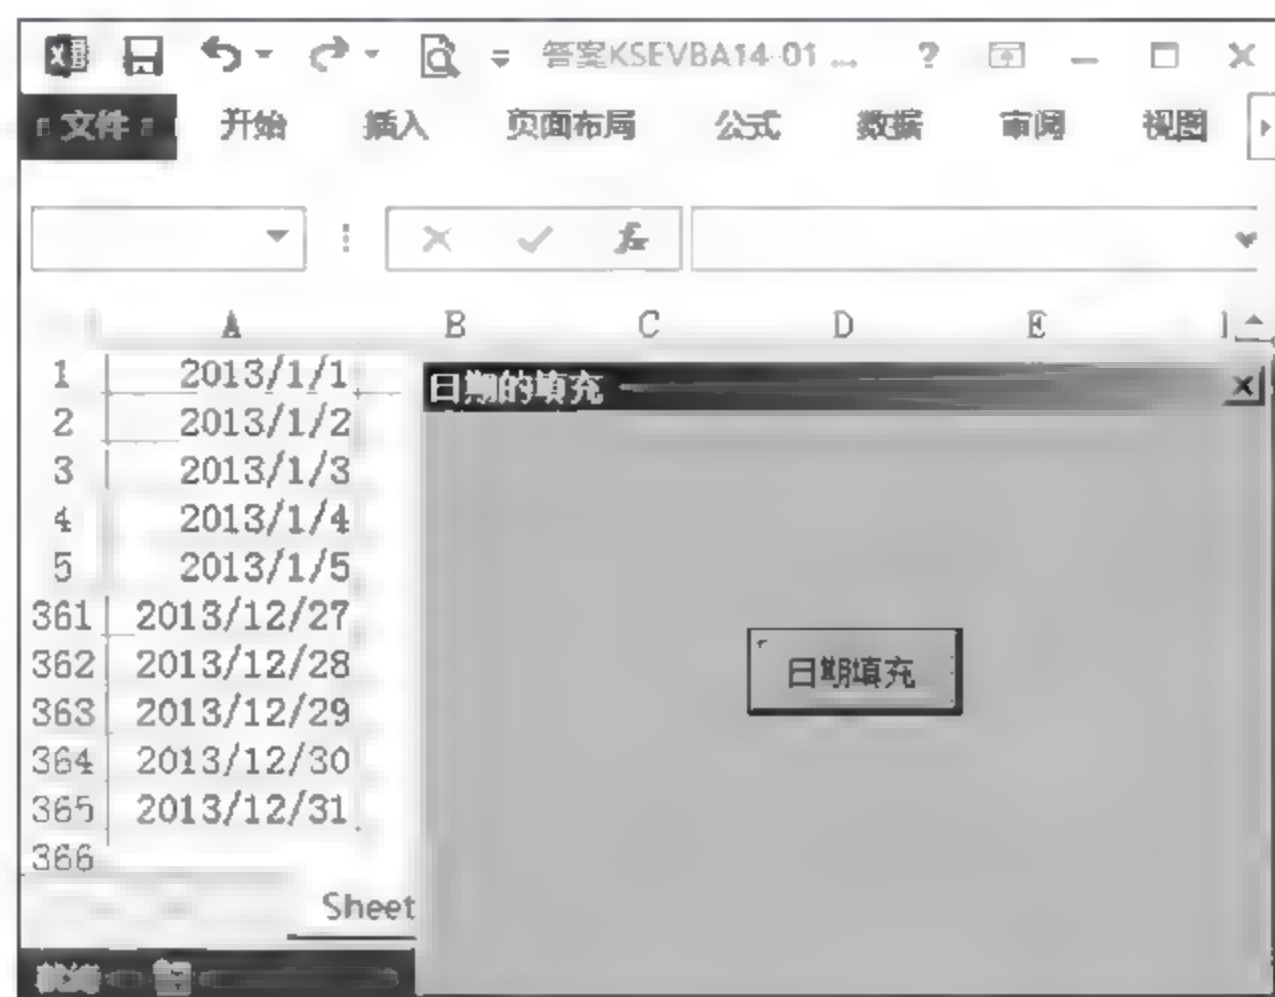 答案KSEVBA14-01 ... ?
文件 开始 插入 页面布局 公式 数据 审阅 视图
fx
A B C D E
1 2013/1/1 日期的填充
2 2013/1/2
3 2013/1/3
4 2013/1/4
5 2013/1/5
361 2013/12/27
362 2013/12/28 日期填充
363 2013/12/29
364 2013/12/30
365 2013/12/31
366
Sheet
就绪